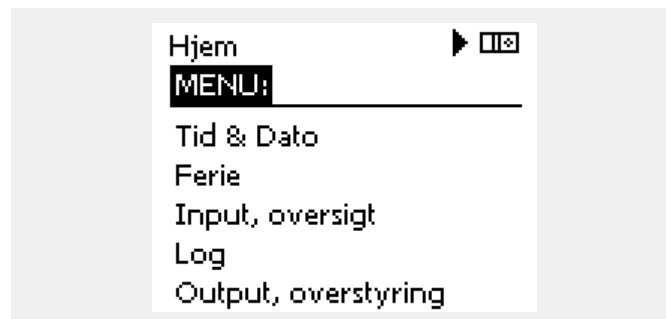 Hjem
MENU:
Tid & Dato
Ferie
Input, oversigt
Log
Output, overstyring